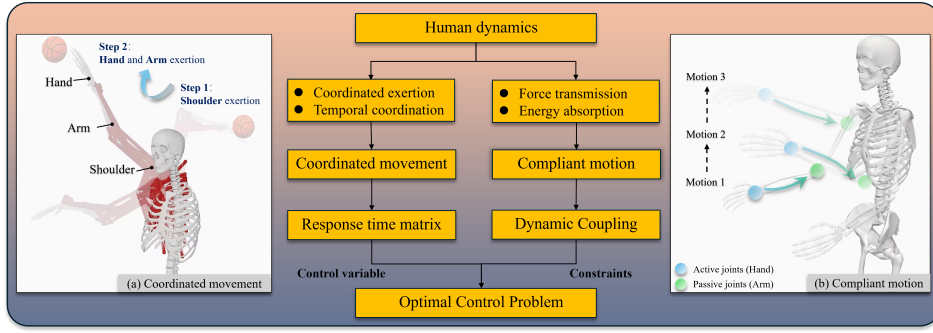 Step 2:
Hand and Arm exertion
Step 1:
Shoulder exertion
Hand
Arm
Shoulder
(a) Coordinated movement
Human dynamics
● Coordinated exertion
● Temporal coordination
● Force transmission
● Energy absorption
Coordinated movement
Compliant motion
Response time matrix
Dynamic Coupling
Control variable
Constraints
Optimal Control Problem
Motion 3
Motion 2
Motion 1
Active joints (Hand)
Passive joints (Arm)
(b) Compliant motion